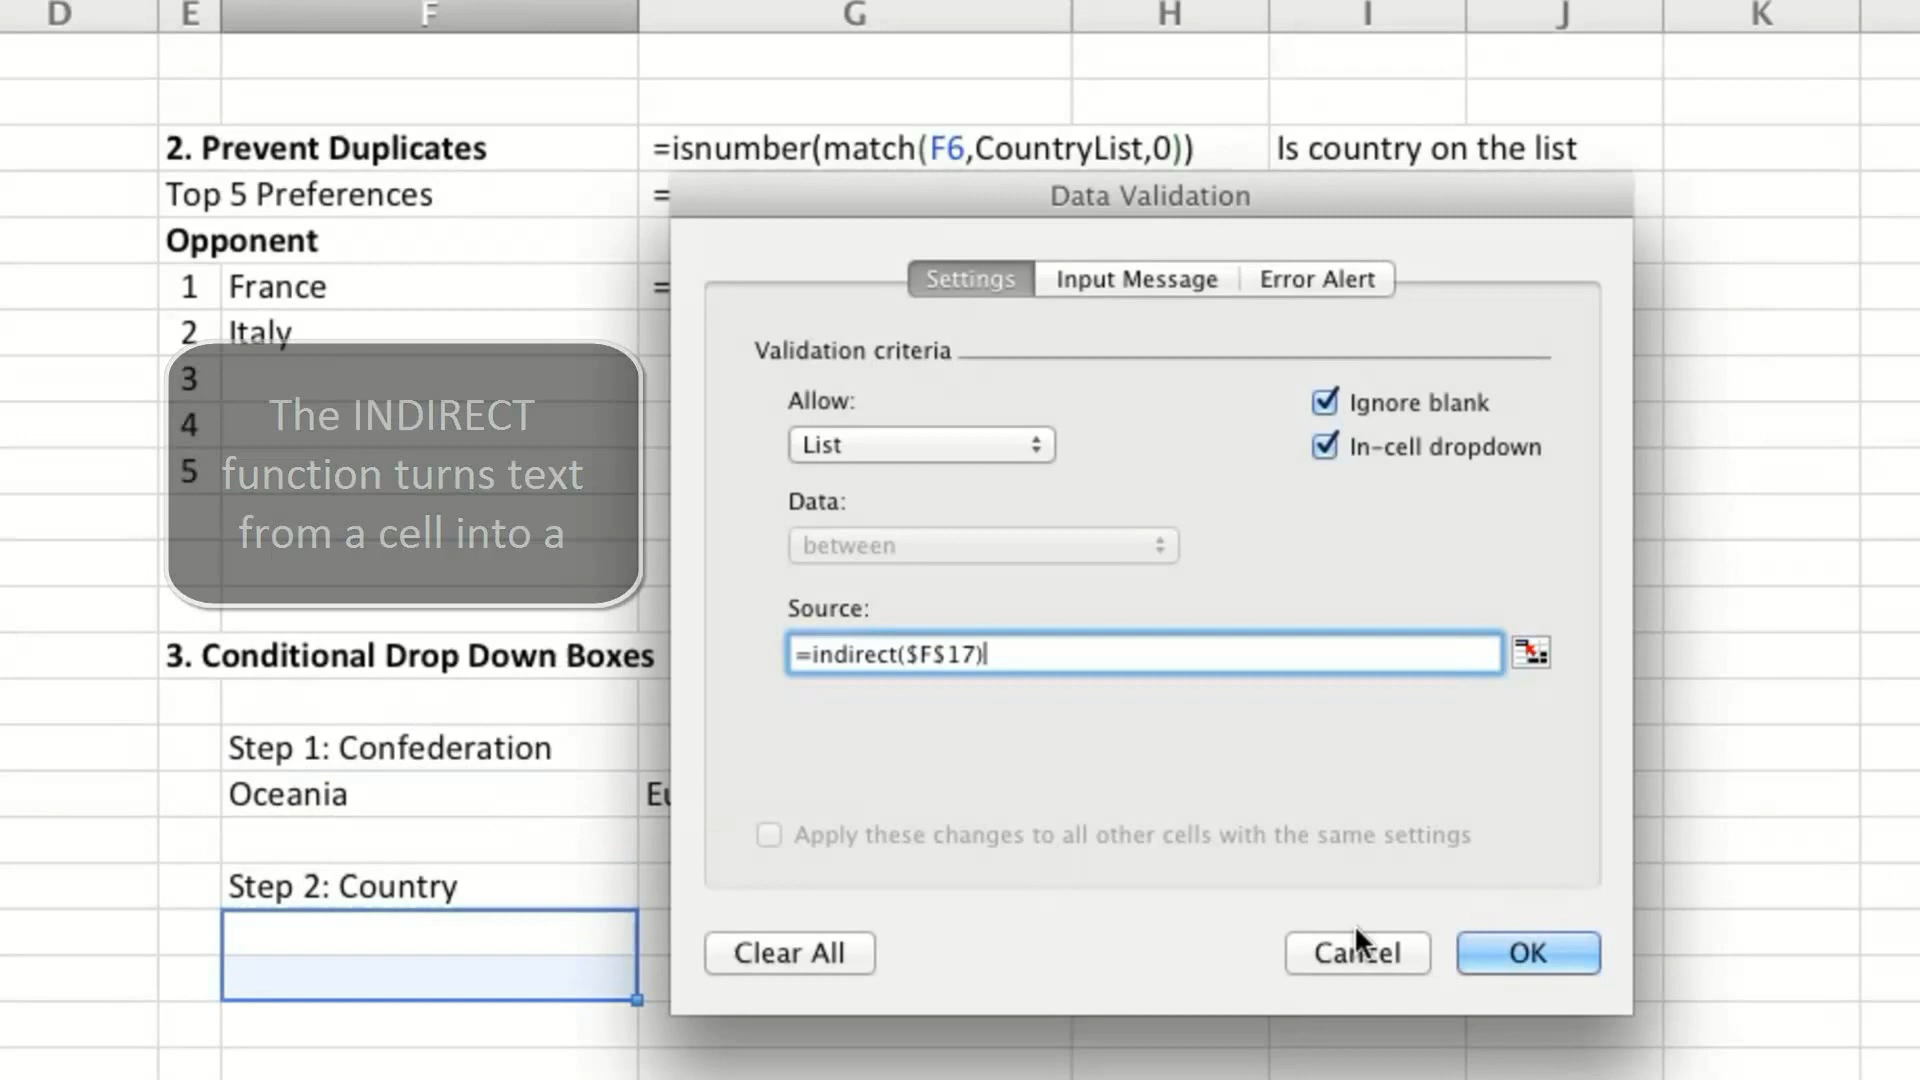 D E F G H I J K
2. Prevent Duplicates =isnumber(match(F6,CountryList,0)) Is country on the list
Top 5 Preferences =
Opponent
1 France =
2 Italy
3
4
5
The INDIRECT
function turns text
from a cell into a
3. Conditional Drop Down Boxes
Step 1: Confederation
Oceania Eu
Step 2: Country
Data Validation
Settings Input Message Error Alert
Validation criteria
Allow:
Ignore blank
List
In-cell dropdown
Data:
between
Source:
=indirect($F$17)
Apply these changes to all other cells with the same settings
Clear All Cancel OK